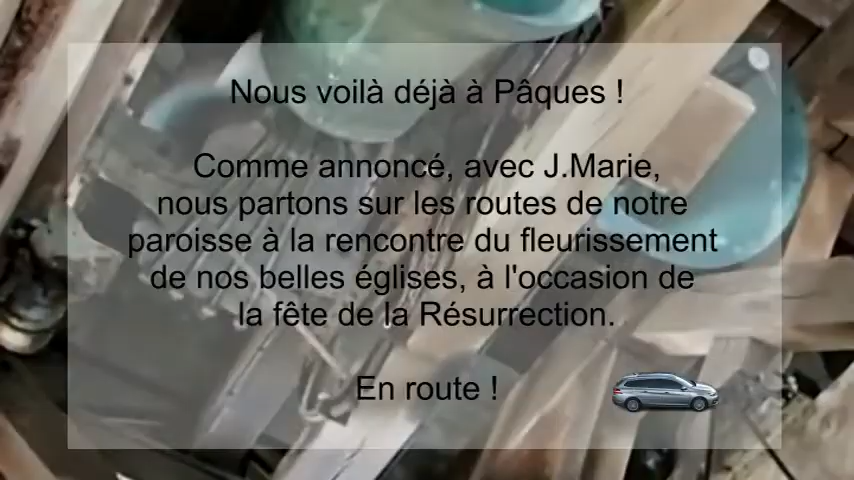 Nous voilà déjà à Pâques !
Comme annoncé, avec J.Marie,
nous partons sur les routes de notre
paroisse à la rencontre du fleurissement
de nos belles églises, à l'occasion de
la fête de la Résurrection.
En route !